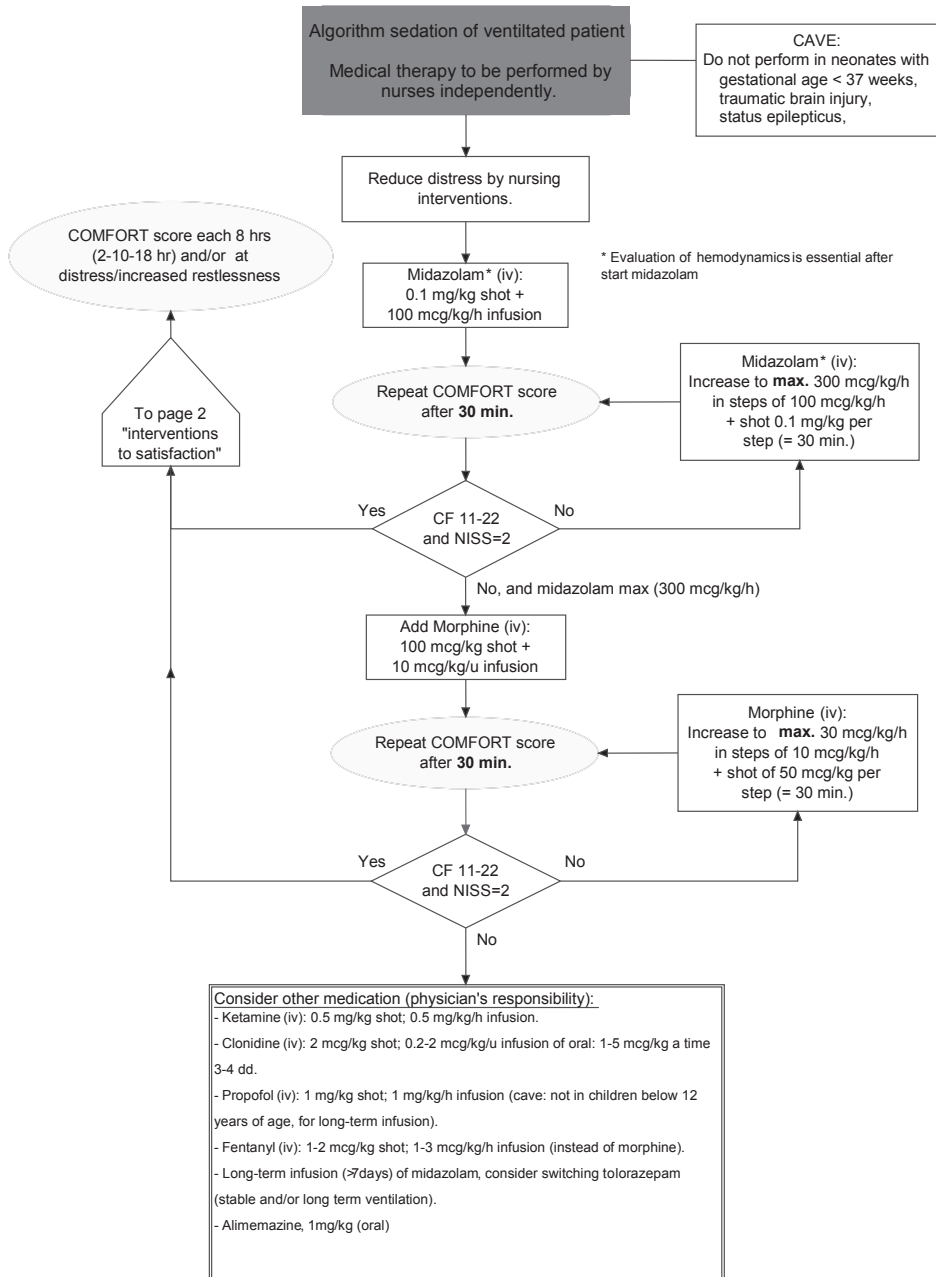 Algorithm sedation of ventiltated patient
Medical therapy to be performed by
nurses independently.
CAVE:
Do not perform in neonates with
gestational age < 37 weeks,
traumatic brain injury,
status epilepticus,
Reduce distress by nursing
interventions.
COMFORT score each 8 hrs
(2-10-18 hr) and/or at
distress/increased restlessness
* Evaluation of hemodynamics is essential after
start midazolam
Midazolam* (iv):
0.1 mg/kg shot +
100 mcg/kg/h infusion
Repeat COMFORT score
after 30 min.
Midazolam* (iv):
Increase to max. 300 mcg/kg/h
in steps of 100 mcg/kg/h
+ shot 0.1 mg/kg per
step (= 30 min.)
To page 2
"interventions
to satisfaction"
Yes
CF 11-22
and NISS=2
No
No, and midazolam max (300 mcg/kg/h)
Add Morphine (iv):
100 mcg/kg shot +
10 mcg/kg/u infusion
Repeat COMFORT score
after 30 min.
Morphine (iv):
Increase to max. 30 mcg/kg/h
in steps of 10 mcg/kg/h
+ shot of 50 mcg/kg per
step (= 30 min.)
Yes
CF 11-22
and NISS=2
No
No
Consider other medication (physician's responsibility):
- Ketamine (iv): 0.5 mg/kg shot; 0.5 mg/kg/h infusion.
- Clonidine (iv): 2 mcg/kg shot; 0.2-2 mcg/kg/u infusion of oral: 1-5 mcg/kg a time
3-4 dd.
- Propofol (iv): 1 mg/kg shot; 1 mg/kg/h infusion (cave: not in children below 12
years of age, for long-term infusion).
- Fentanyl (iv): 1-2 mcg/kg shot; 1-3 mcg/kg/h infusion (instead of morphine).
- Long-term infusion (>7days) of midazolam, consider switching tolorazepam
(stable and/or long term ventilation).
- Alimemazine, 1mg/kg (oral)